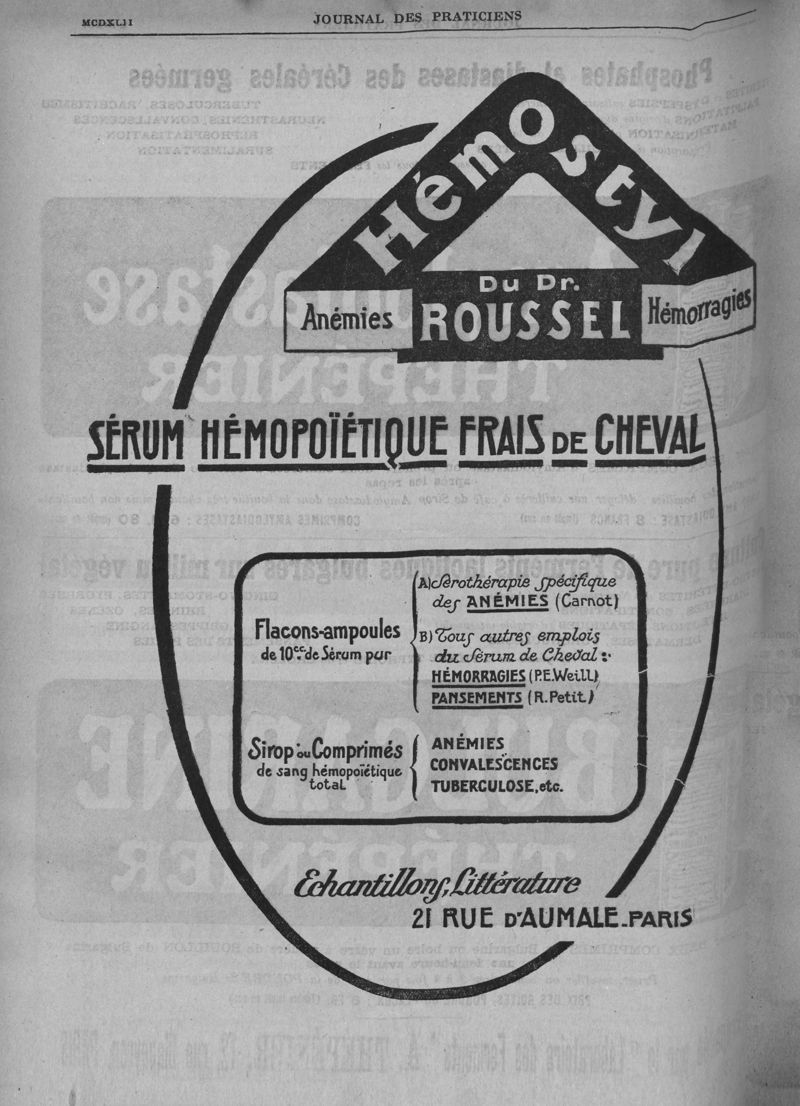 MCDXLII
JOURNAL DES PRATICIENS
Hémostyl
Du Dr.
ROUSSEL
Anémies
Hémorragies
SÉRUM HÉMOPOÏÉTIQUE FRAIS DE CHEVAL
Flacons-ampoules
de 10cc. de Sérum pur
A) Sérothérapie spécifique
des ANÉMIES (Carnot)
B) Tous autres emplois
du Sérum de Cheval :
HÉMORRAGIES (P.E.Weill)
PANSEMENTS (R.Petit)
Sirop ou Comprimés
de sang hémopoïétique
total
ANÉMIES
CONVALESCENCES
TUBERCULOSE, etc.
Echantillons, Littérature
21 RUE D'AUMALE-PARIS